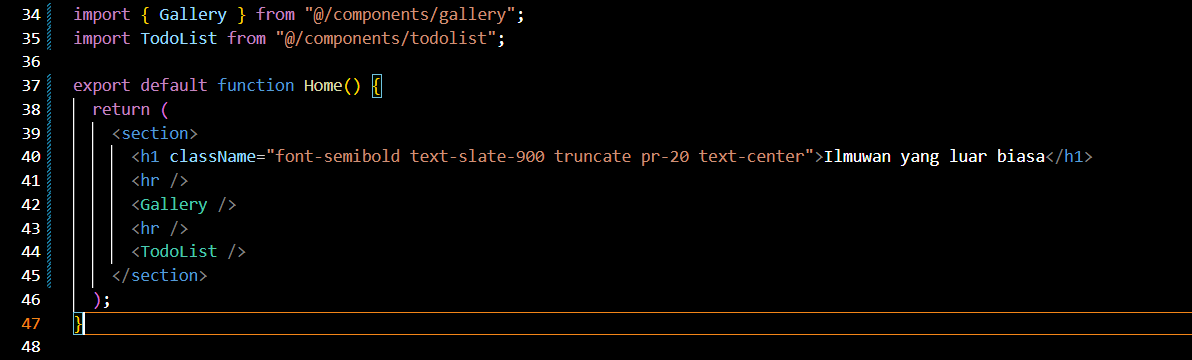 34 import { Gallery } from "@/components/gallery";
35 import TodoList from "@/components/todolist";
36
37 export default function Home() {
38   return (
39     <section>
40       <h1 className="font-semibold text-slate-900 truncate pr-20 text-center">Ilmuwan yang luar biasa</h1>
41       <hr />
42       <Gallery />
43       <hr />
44       <TodoList />
45     </section>
46   );
47 }
48